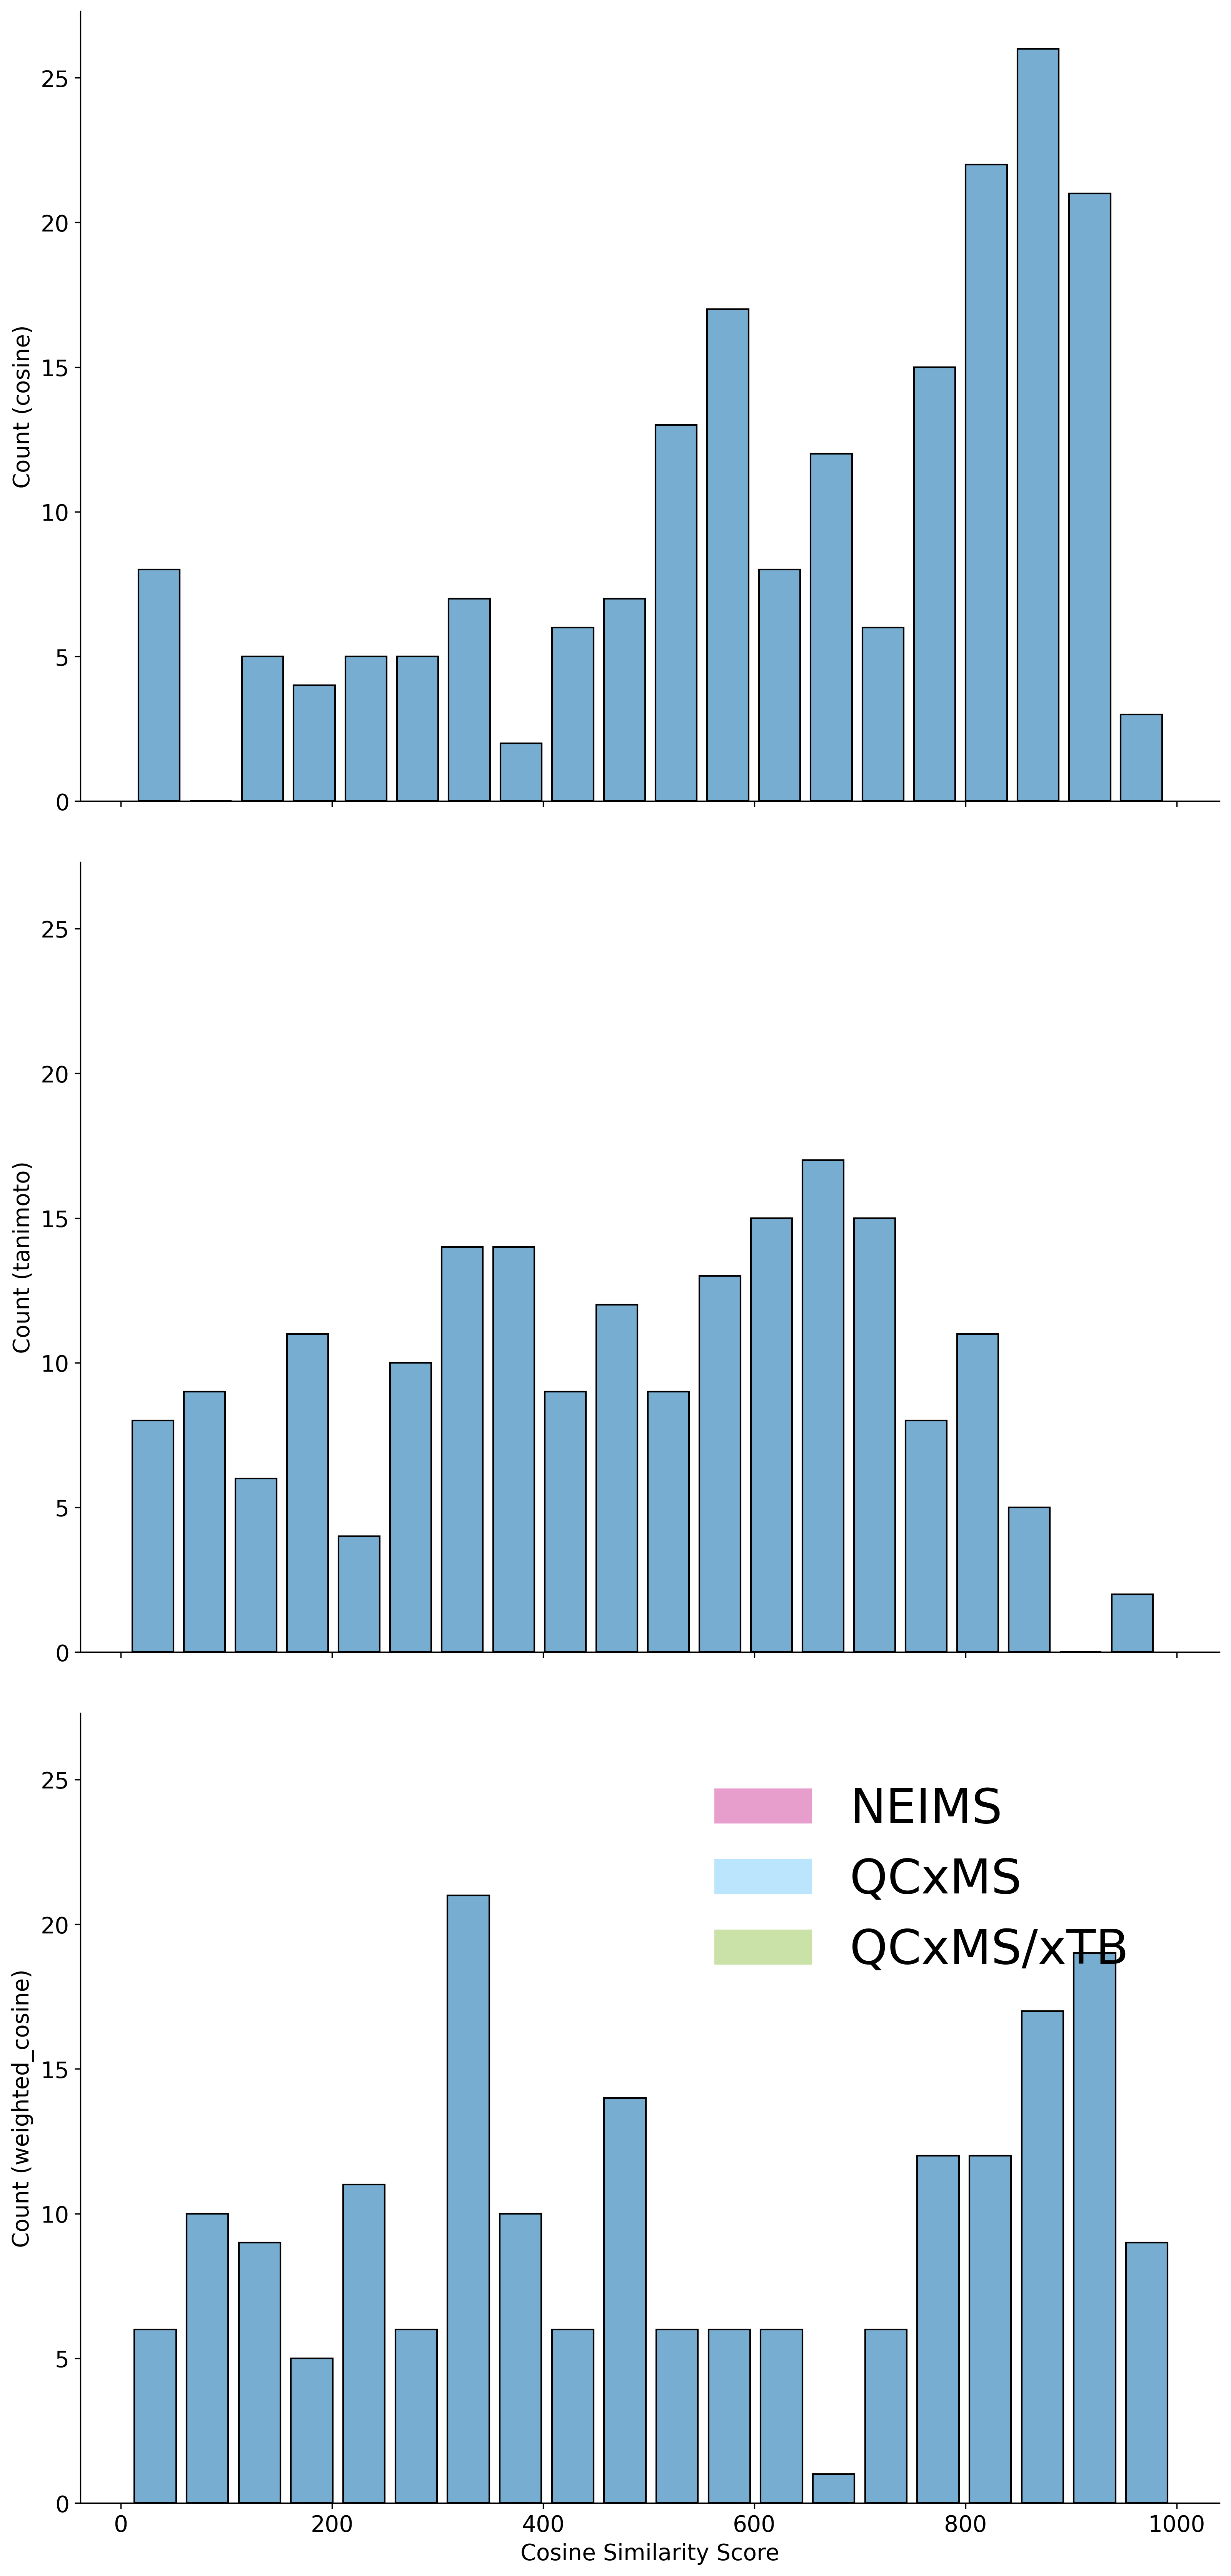 25
20
15
10
5
0
Count (cosine)
25
20
15
10
5
0
Count (tanimoto)
25
20
15
10
5
0
Count (weighted_cosine)
NEIMS
QCxMS
QCxMS/xTB
0 200 400 600 800 1000
Cosine Similarity Score